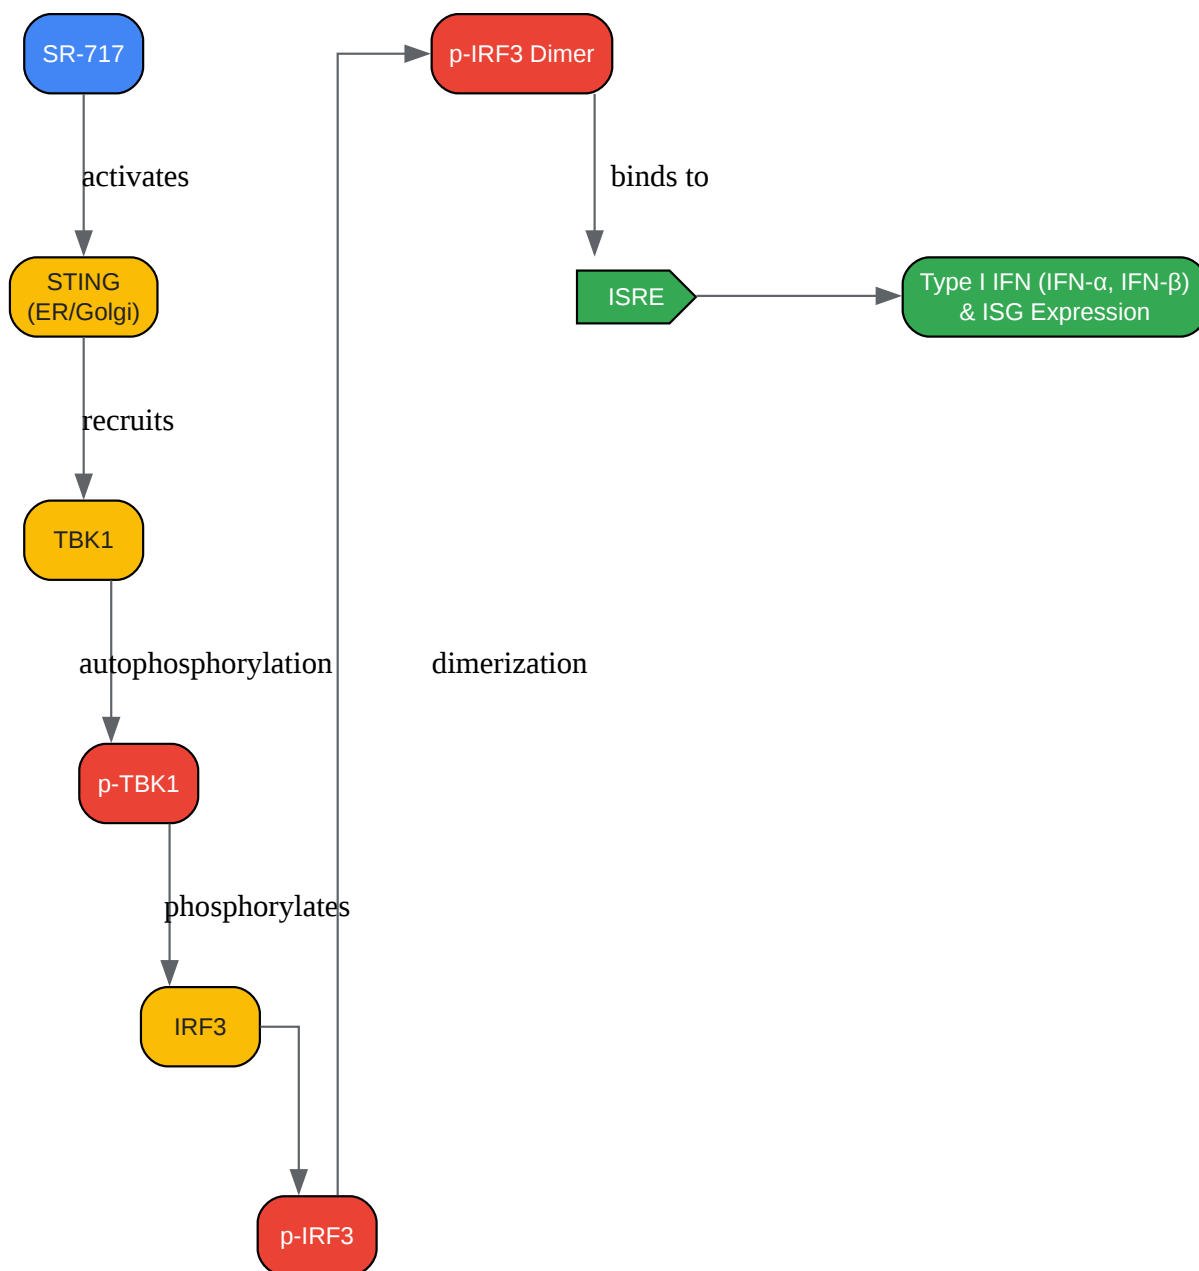 SR-717
activates
STING
(ER/Golgi)
recruits
TBK1
autophosphorylation
p-TBK1
phosphorylates
IRF3
p-IRF3
dimerization
p-IRF3 Dimer
binds to
ISRE
Type I IFN (IFN-α, IFN-β)
& ISG Expression